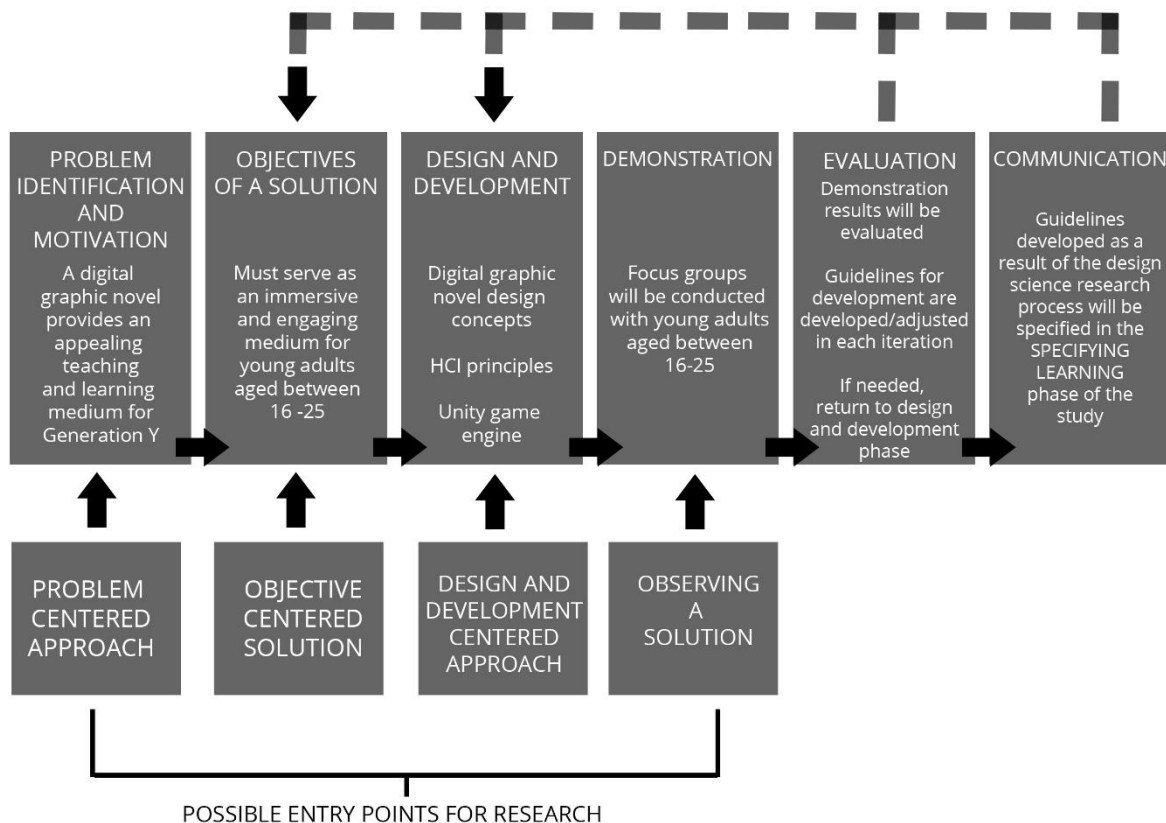 PROBLEM
IDENTIFICATION
AND
MOTIVATION
A digital
graphic novel
provides an
appealing
teaching
and learning
medium for
Generation Y
OBJECTIVES
OF A SOLUTION
Must serve as
an immersive
and engaging
medium for
young adults
aged between
16 -25
DESIGN AND
DEVELOPMENT
Digital graphic
novel design
concepts
HCI principles
Unity game
engine
DEMONSTRATION
Focus groups
will be conducted
with young adults
aged between
16-25
EVALUATION
Demonstration
results will be
evaluated
Guidelines for
development are
developed/adjusted
in each iteration
If needed,
return to design
and development
phase
COMMUNICATION
Guidelines
developed as a
result of the design
science research
process will be
specified in the
SPECIFYING
LEARNING
phase of the
study
PROBLEM
CENTERED
APPROACH
OBJECTIVE
CENTERED
SOLUTION
DESIGN AND
DEVELOPMENT
CENTERED
APPROACH
OBSERVING
A
SOLUTION
POSSIBLE ENTRY POINTS FOR RESEARCH